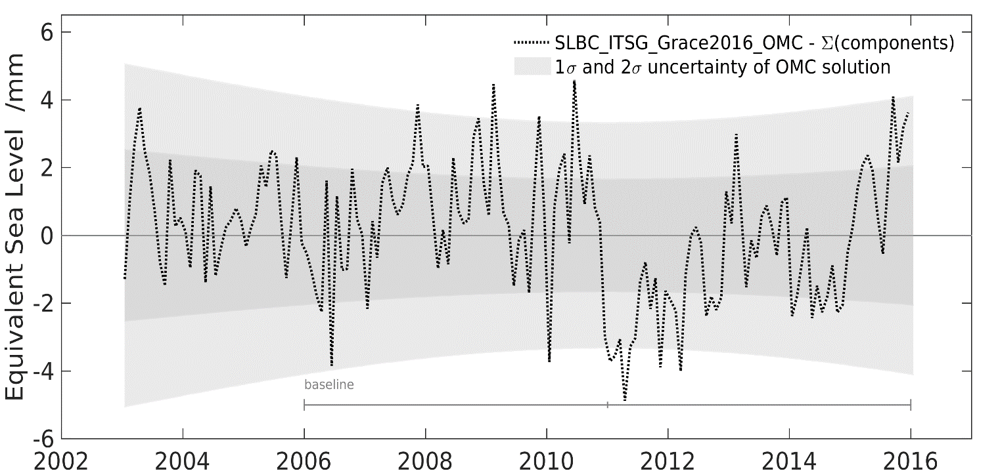 Equivalent Sea Level /mm
6
4
2
0
-2
-4
-6
SLBC_ITSG_Grace2016_OMC - Σ(components)
1σ and 2σ uncertainty of OMC solution
baseline
2002 2004 2006 2008 2010 2012 2014 2016